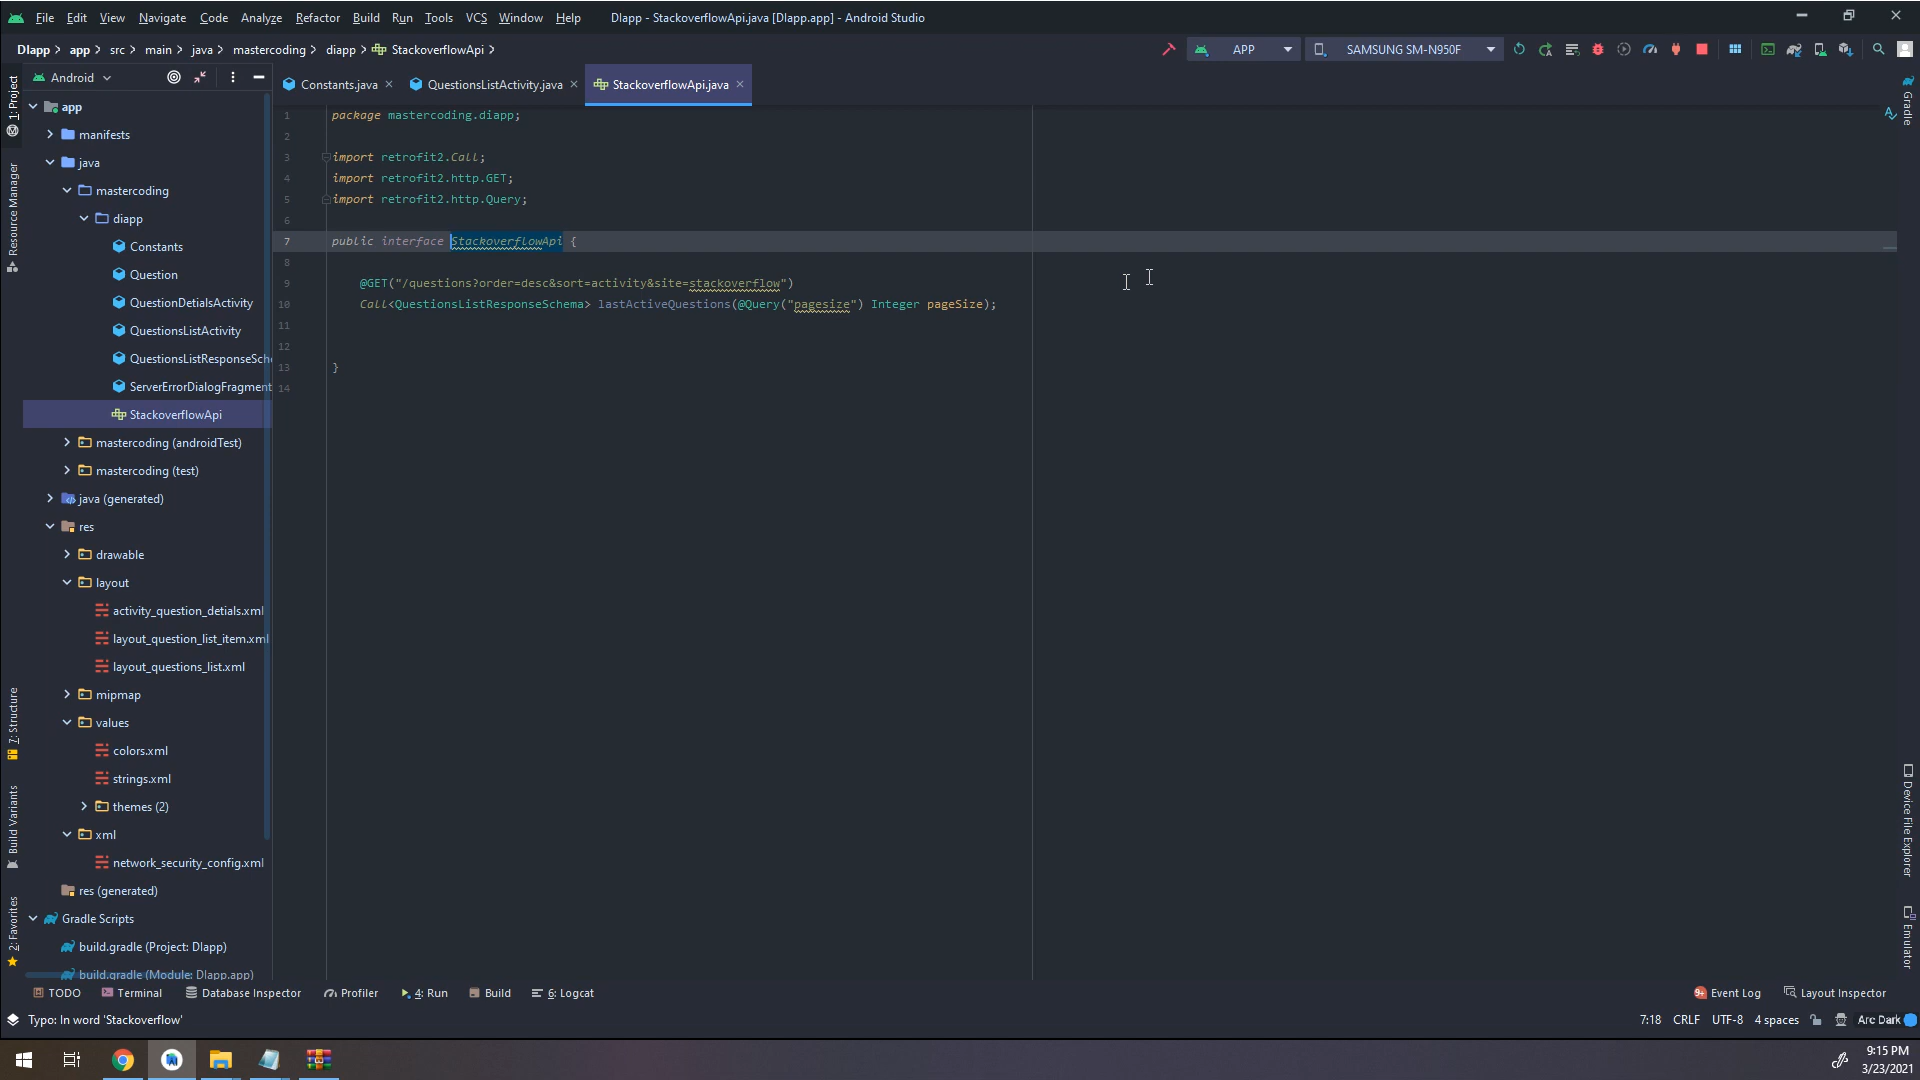 File Edit View Navigate Code Analyze Refactor Build Run Tools VCS Window Help DIapp - StackoverflowApi.java [DIapp.app] - Android Studio
DIapp app src main java mastercoding diapp StackoverflowApi
APP SAMSUNG SM-N950F
Android
Constants.java QuestionsListActivity.java StackoverflowApi.java
1: Project
Resource Manager
7: Structure
Build Variants
2: Favorites
app
manifests
java
mastercoding
diapp
Constants
Question
QuestionDetialsActivity
QuestionsListActivity
QuestionsListResponseSch
ServerErrorDialogFragment
StackoverflowApi
mastercoding (androidTest)
mastercoding (test)
java (generated)
res
drawable
layout
activity_question_detials.xml
layout_question_list_item.xml
layout_questions_list.xml
mipmap
values
colors.xml
strings.xml
themes (2)
xml
network_security_config.xml
res (generated)
Gradle Scripts
build.gradle (Project: DIapp)
build.gradle (Module: DIapp.app)
1 package mastercoding.diapp;
2
3 import retrofit2.Call;
4 import retrofit2.http.GET;
5 import retrofit2.http.Query;
6
7 public interface StackoverflowApi {
8
9 @GET("/questions?order=desc&sort=activity&site=stackoverflow")
10 Call<QuestionsListResponseSchema> lastActiveQuestions(@Query("pagesize") Integer pageSize);
11
12
13 }
14
Gradle
Device File Explorer
Emulator
TODO Terminal Database Inspector Profiler 4: Run Build 6: Logcat 9+ Event Log Layout Inspector
Typo: In word 'Stackoverflow' 7:18 CRLF UTF-8 4 spaces Arc Dark
9:15 PM
3/23/2021